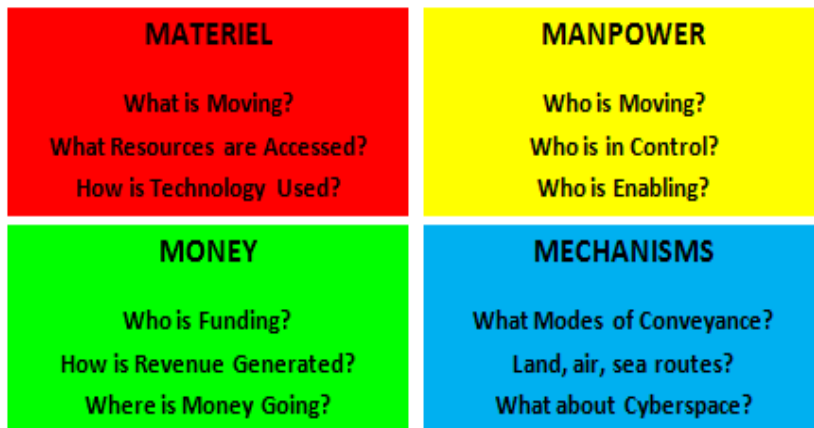 MATERIEL
What is Moving?
What Resources are Accessed?
How is Technology Used?
MANPOWER
Who is Moving?
Who is in Control?
Who is Enabling?
MONEY
Who is Funding?
How is Revenue Generated?
Where is Money Going?
MECHANISMS
What Modes of Conveyance?
Land, air, sea routes?
What about Cyberspace?